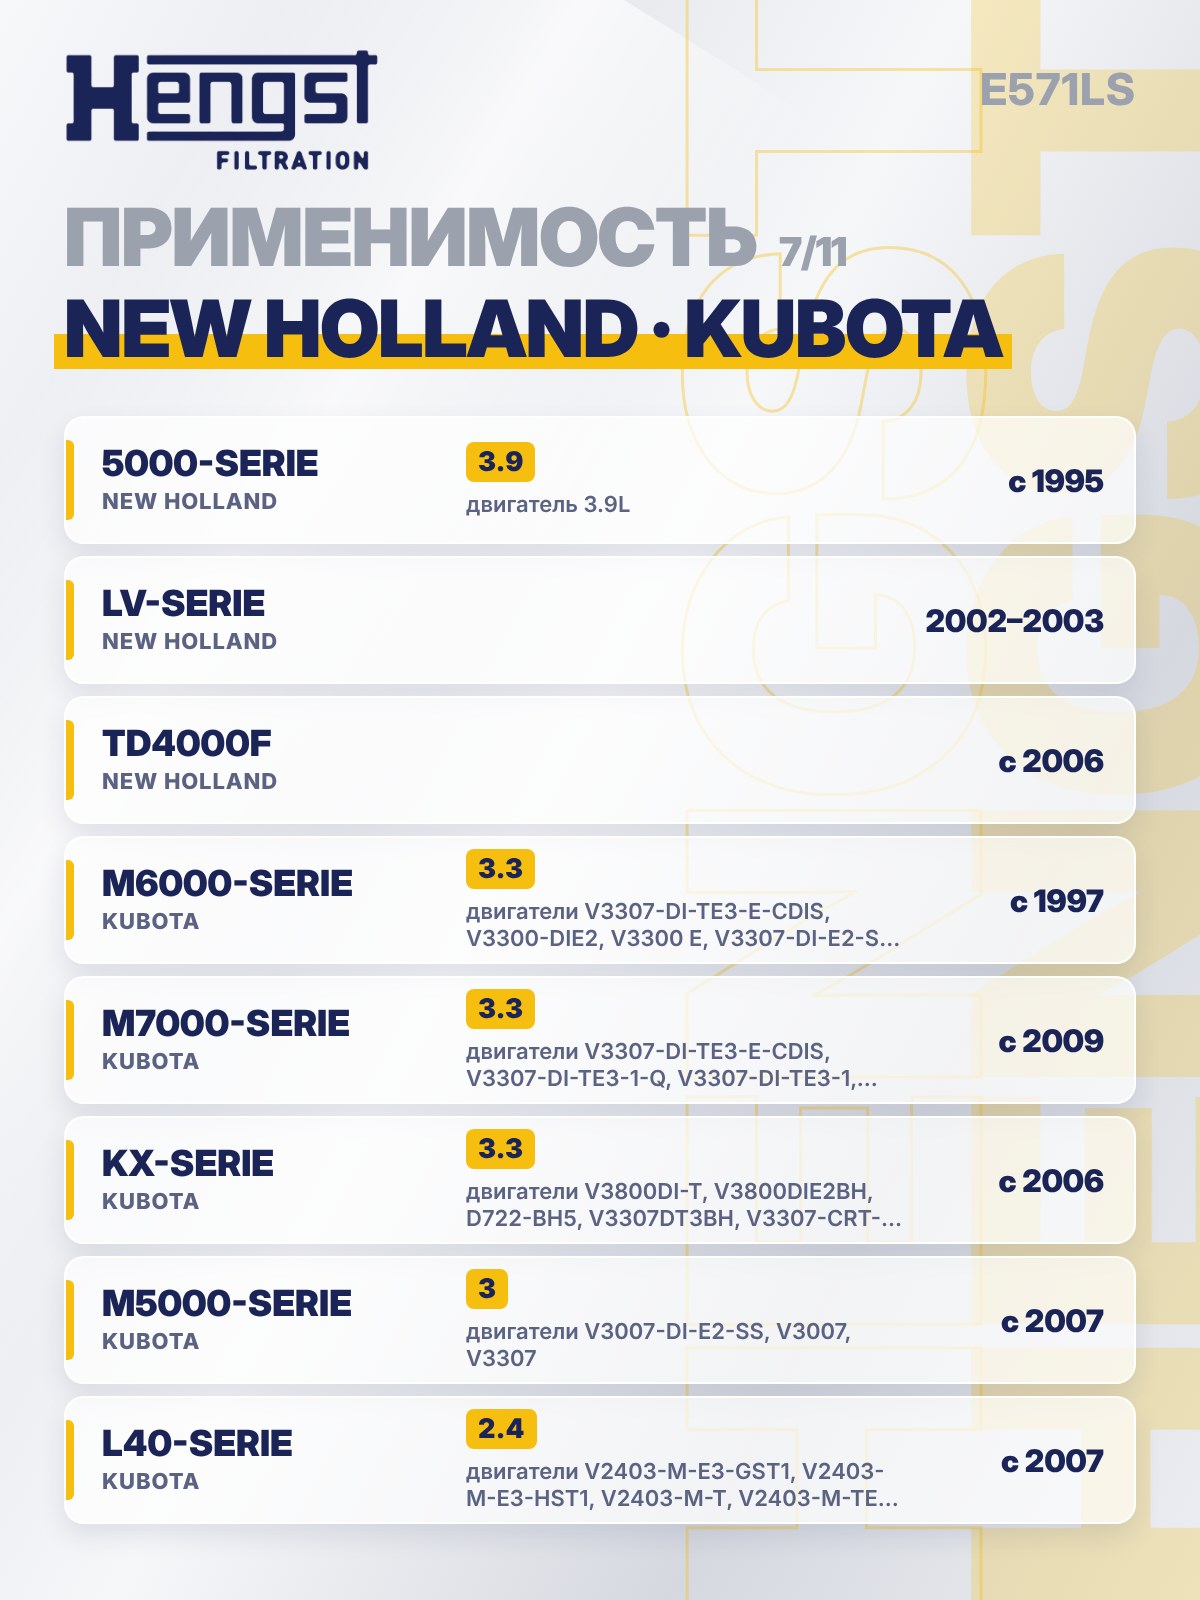 Hengst
FILTRATION
E571LS
ПРИМЕНИМОСТЬ 7/11
NEW HOLLAND · KUBOTA
5000-SERIE
NEW HOLLAND
3.9
двигатель 3.9L
с 1995
LV-SERIE
NEW HOLLAND
2002–2003
TD4000F
NEW HOLLAND
с 2006
M6000-SERIE
KUBOTA
3.3
двигатели V3307-DI-TE3-E-CDIS,
V3300-DIE2, V3300 E, V3307-DI-E2-S...
с 1997
M7000-SERIE
KUBOTA
3.3
двигатели V3307-DI-TE3-E-CDIS,
V3307-DI-TE3-1-Q, V3307-DI-TE3-1,...
с 2009
KX-SERIE
KUBOTA
3.3
двигатели V3800DI-T, V3800DIE2BH,
D722-BH5, V3307DT3BH, V3307-CRT-...
с 2006
M5000-SERIE
KUBOTA
3
двигатели V3007-DI-E2-SS, V3007,
V3307
с 2007
L40-SERIE
KUBOTA
2.4
двигатели V2403-M-E3-GST1, V2403-
M-E3-HST1, V2403-M-T, V2403-M-TE...
с 2007
HENGST
HENGST